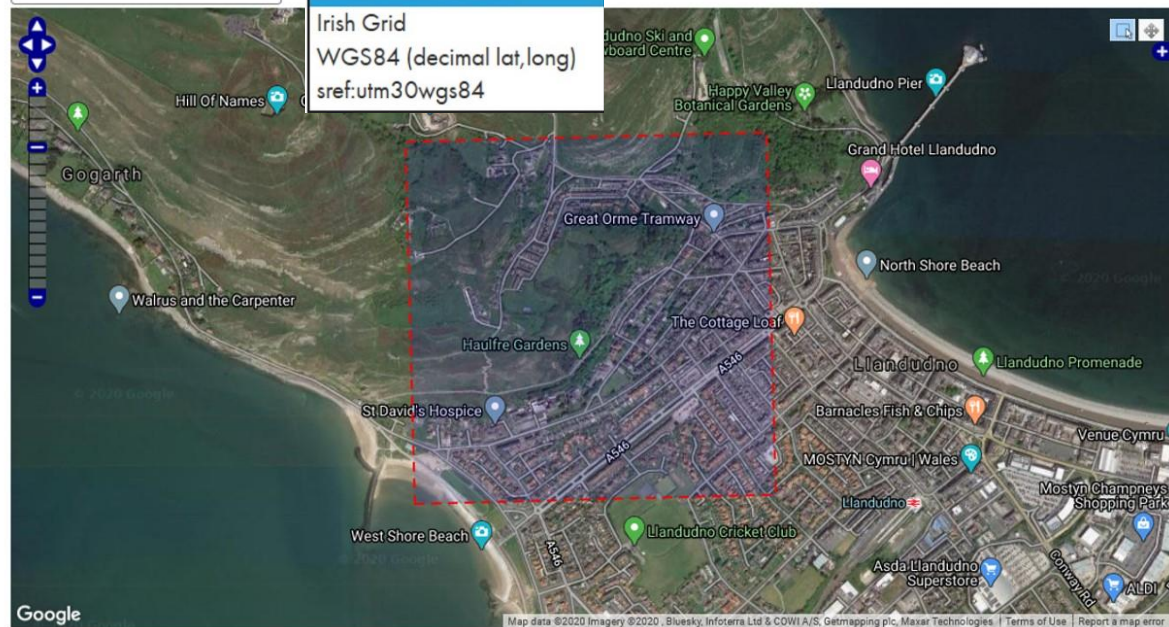 Irish Grid
WGS84 (decimal lat,long)
sref:utm30wgs84
dudno Ski and
wboard Centre
Hill Of Names
Happy Valley
Botanical Gardens
Llandudno Pier
Grand Hotel Llandudno
Gogarth
Great Orme Tramway
North Shore Beach
© 2020 Google
Walrus and the Carpenter
The Cottage Loaf
Haulfre Gardens
A546
Llandudno
Llandudno Promenade
© 2020 Google
St David's Hospice
Barnacles Fish & Chips
Venue Cymru
A546
MOSTYN Cymru | Wales
Mostyn Champneys
Shopping Park
Llandudno
West Shore Beach
Llandudno Cricket Club
A546
© 2020 Google
Conway Rd
Asda Llandudno
Superstore
ALDI
Google
Map data ©2020 Imagery ©2020 , Bluesky, Infoterra Ltd & COWI A/S, Getmapping plc, Maxar Technologies
Terms of Use
Report a map error